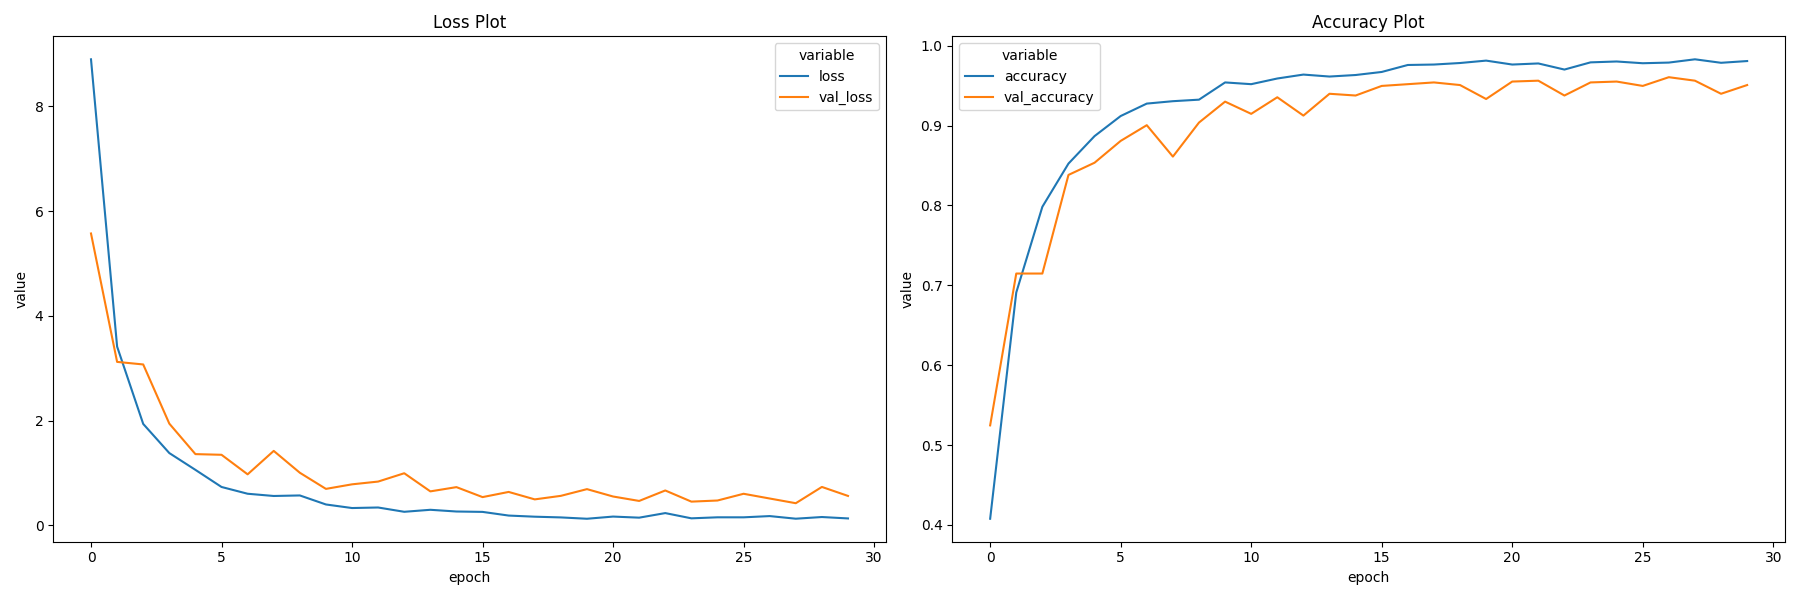 Loss Plot
variable
loss
val_loss
8
6
4
2
0
value
0 5 10 15 20 25 30
epoch
Accuracy Plot
variable
accuracy
val_accuracy
1.0
0.9
0.8
0.7
0.6
0.5
0.4
value
0 5 10 15 20 25 30
epoch